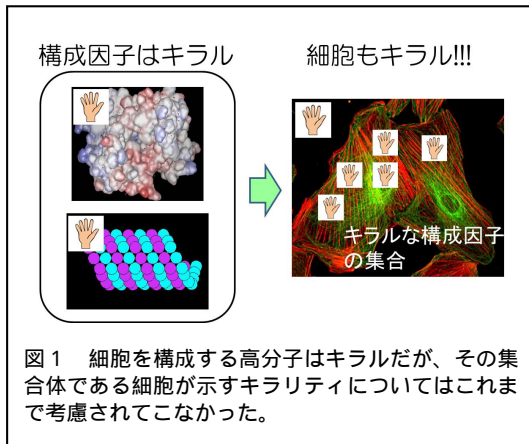 構成因子はキラル
細胞もキラル!!!
キラルな構成因子
の集合
図1　細胞を構成する高分子はキラルだが、その集
合体である細胞が示すキラリティについてはこれま
で考慮されてこなかった。